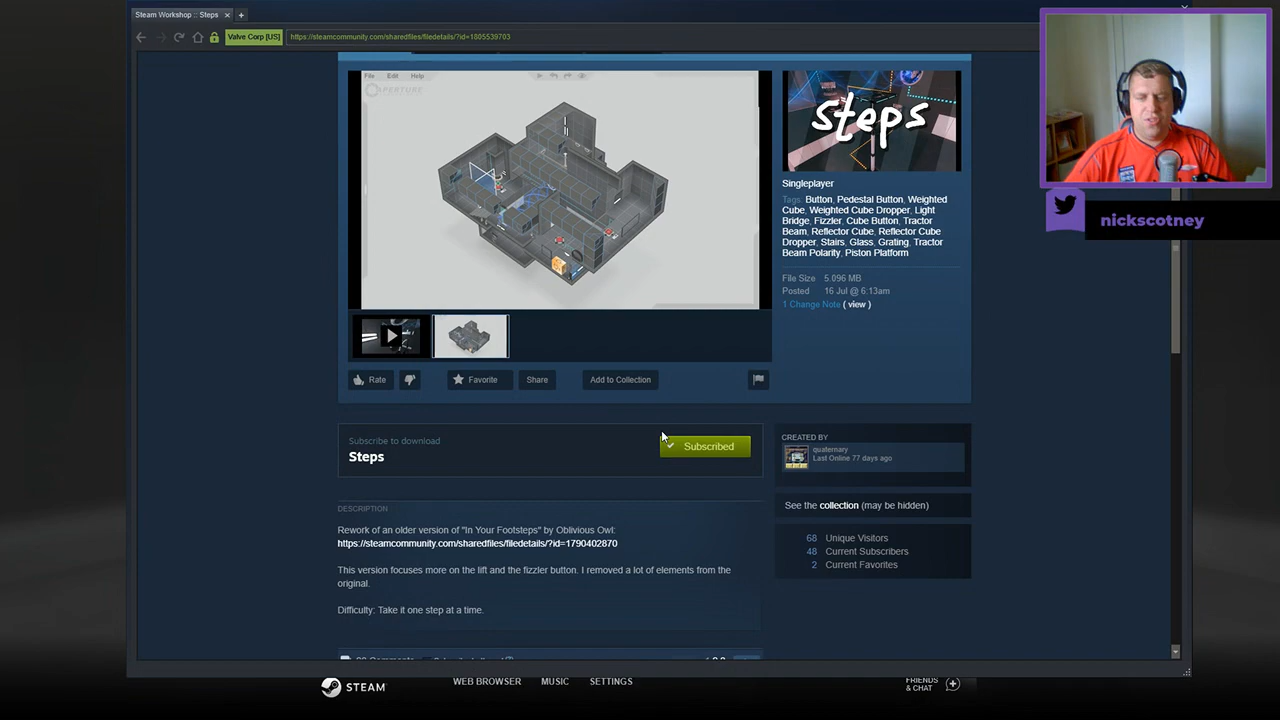 Steam Workshop :: Steps
Valve Corp [US]
https://steamcommunity.com/sharedfiles/filedetails/?id=1805539703
File Edit Help
APERTURE
steps
Singleplayer
Tags: Button, Pedestal Button, Weighted
Cube, Weighted Cube Dropper, Light
Bridge, Fizzler, Cube Button, Tractor
Beam, Reflector Cube, Reflector Cube
Dropper, Stairs, Glass, Grating, Tractor
Beam Polarity, Piston Platform
File Size 5.096 MB
Posted 16 Jul @ 6:13am
1 Change Note ( view )
nickscotney
Rate
Favorite
Share
Add to Collection
Subscribe to download
Steps
Subscribed
CREATED BY
quaternary
Last Online 77 days ago
See the collection (may be hidden)
68 Unique Visitors
48 Current Subscribers
2 Current Favorites
DESCRIPTION
Rework of an older version of "In Your Footsteps" by Oblivious Owl:
https://steamcommunity.com/sharedfiles/filedetails/?id=1790402870
This version focuses more on the lift and the fizzler button. I removed a lot of elements from the
original.
Difficulty: Take it one step at a time.
STEAM
WEB BROWSER
MUSIC
SETTINGS
FRIENDS
& CHAT